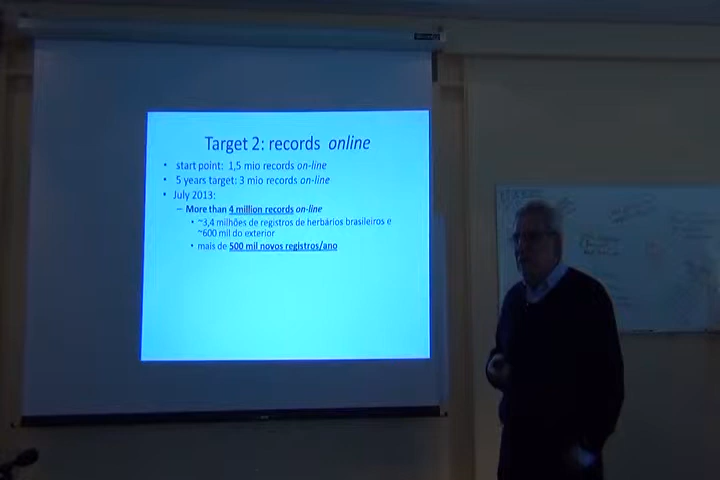 Target 2: records online
• start point: 1,5 mio records on-line
• 5 years target: 3 mio records on-line
• July 2013:
– More than 4 million records on-line
• ~3,4 milhões de registros de herbários brasileiros e
~600 mil do exterior
• mais de 500 mil novos registros/ano